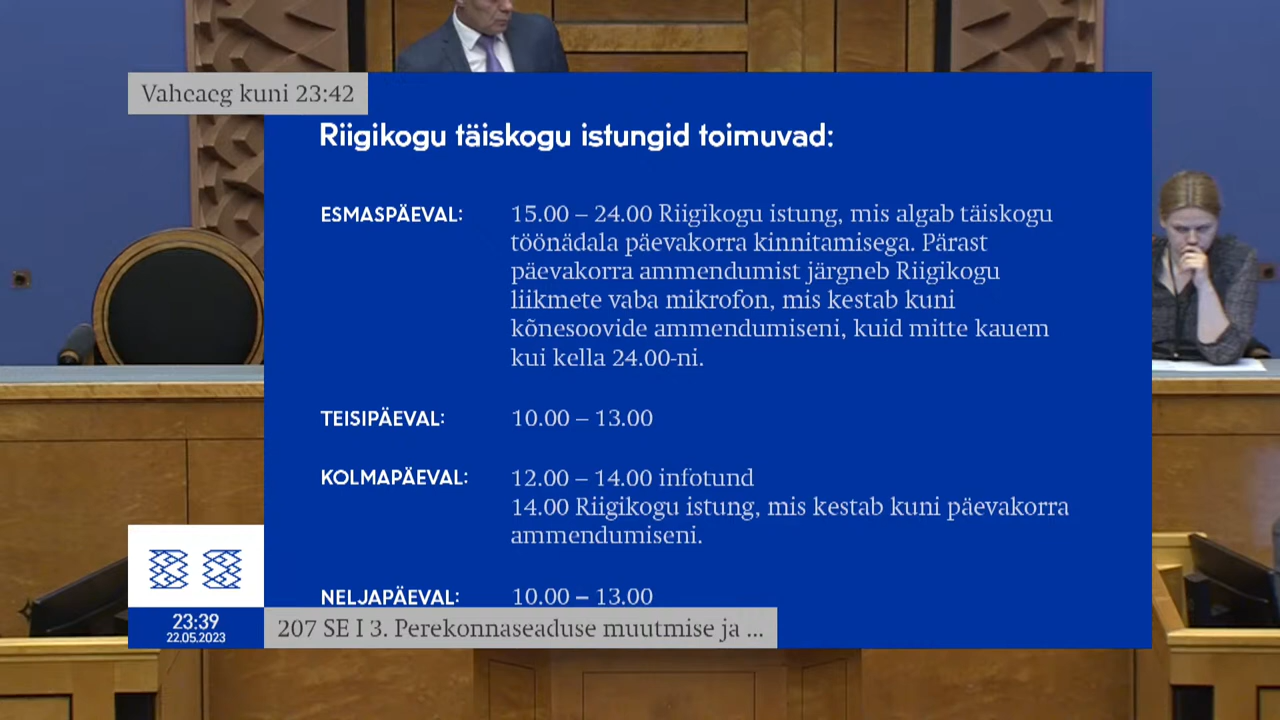 Vaheaeg kuni 23:42
Riigikogu täiskogu istungid toimuvad:
ESMASPÄEVAL:
15.00 – 24.00 Riigikogu istung, mis algab täiskogu
töönädala päevakorra kinnitamisega. Pärast
päevakorra ammendumist järgneb Riigikogu
liikmete vaba mikrofon, mis kestab kuni
kõnesoovide ammendumiseni, kuid mitte kauem
kui kella 24.00-ni.
TEISIPÄEVAL:
10.00 – 13.00
KOLMAPÄEVAL:
12.00 – 14.00 infotund
14.00 Riigikogu istung, mis kestab kuni päevakorra
ammendumiseni.
NELJAPÄEVAL:
10.00 – 13.00
23:39
22.05.2023
207 SE I 3. Perekonnaseaduse muutmise ja ...